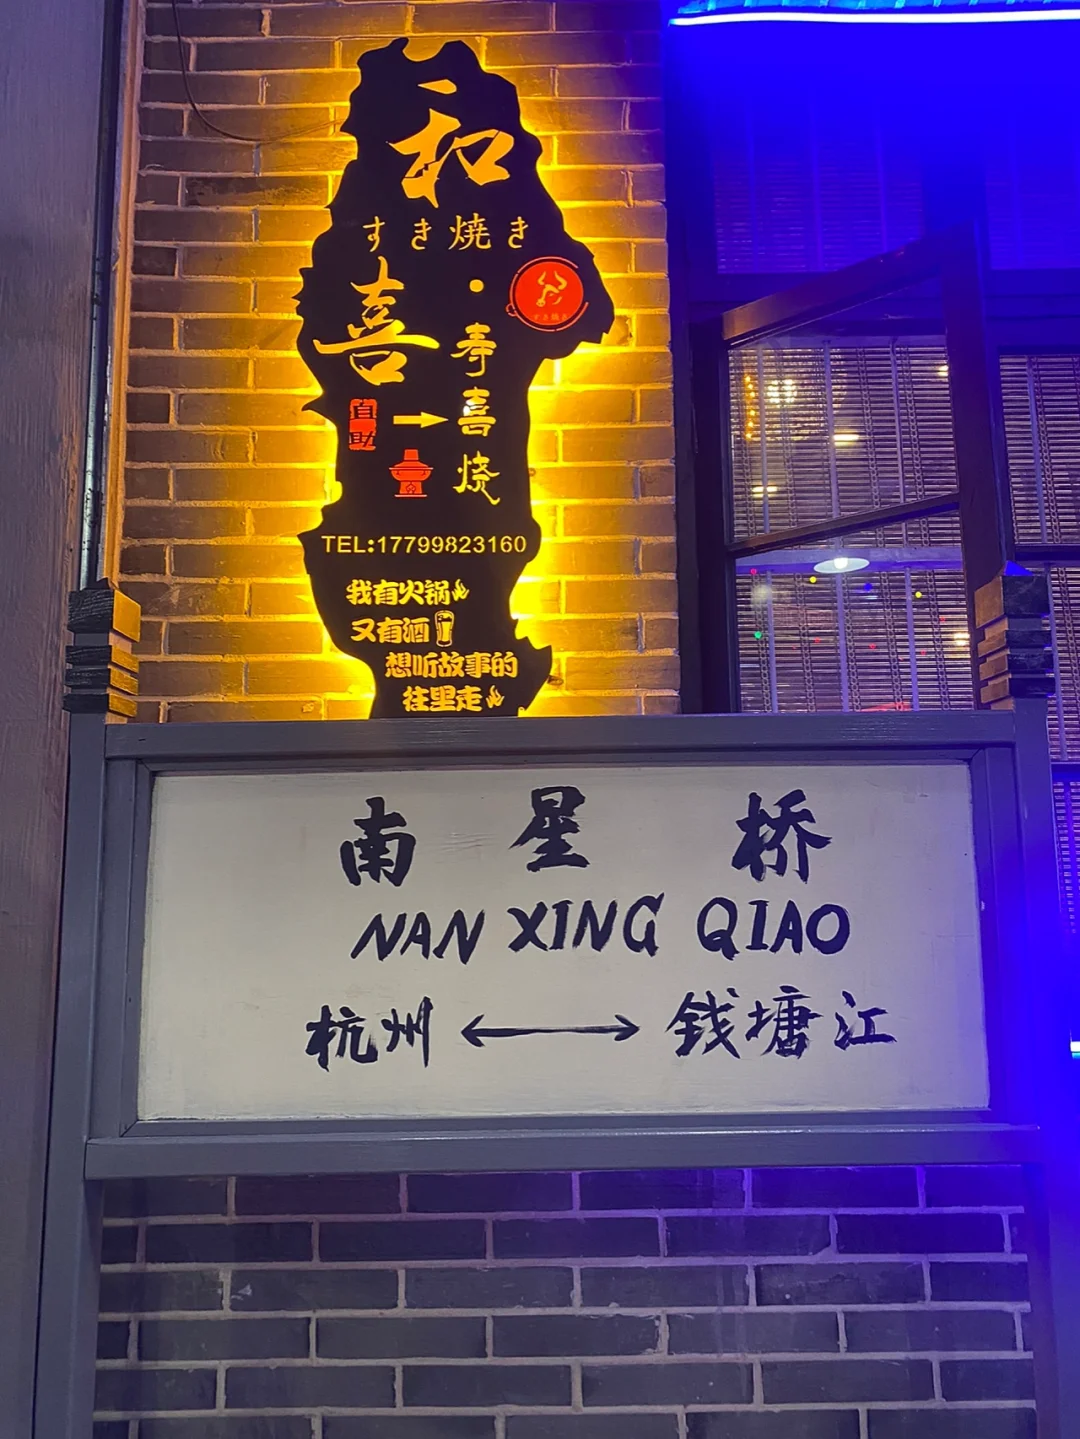 和
すき焼き
喜
・寿喜烧
TEL:17799823160
我有火锅
又有酒
想听故事的
往里走
南星桥
NAN XING QIAO
杭州 ⟷ 钱塘江